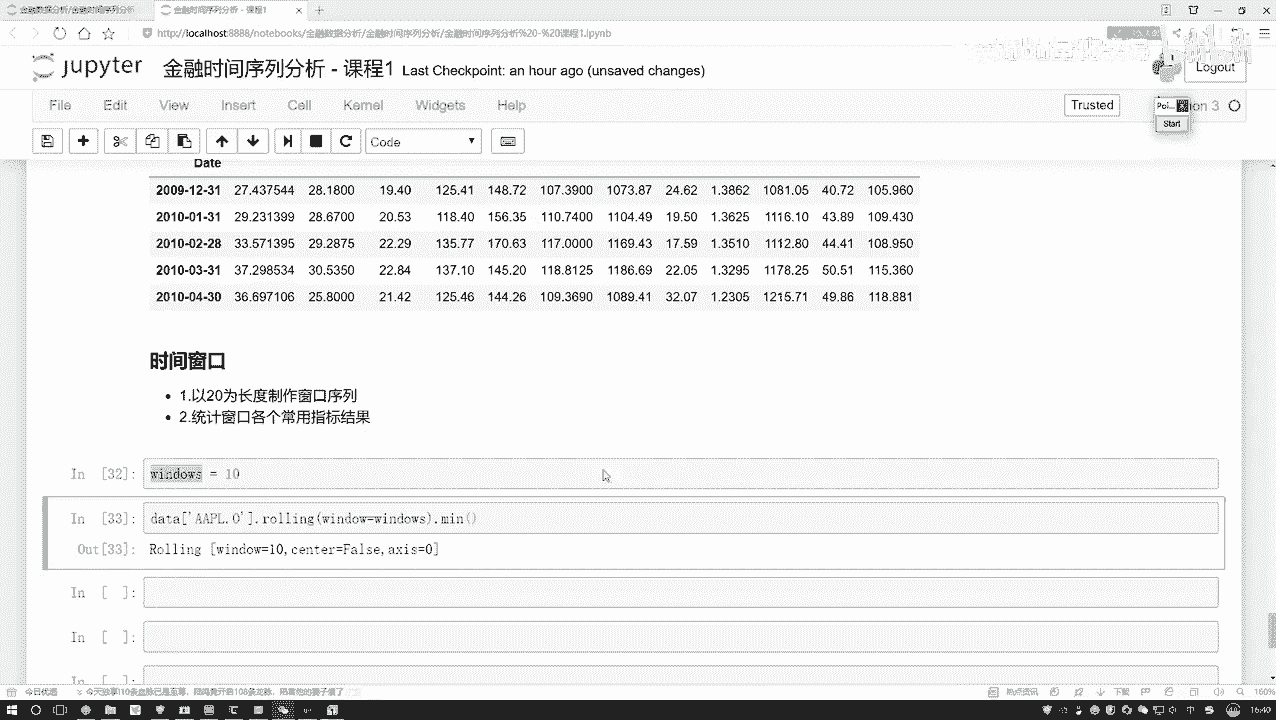 金融数据分析/金融时间序列分析
金融时间序列分析 - 课程1
http://localhost:8888/notebooks/金融数据分析/金融时间序列分析/金融时间序列分析%20-%20课程1.ipynb
jupyter 金融时间序列分析 - 课程1 Last Checkpoint: an hour ago (unsaved changes)
Logout
File Edit View Insert Cell Kernel Widgets Help
Trusted
Start
Code
Date
2009-12-31 27.437544 28.1800 19.40 125.41 148.72 107.3900 1073.87 24.62 1.3862 1081.05 40.72 105.960
2010-01-31 29.231399 28.6700 20.53 118.40 156.35 110.7400 1104.49 19.50 1.3625 1116.10 43.89 109.430
2010-02-28 33.571395 29.2875 22.29 135.77 170.63 117.0000 1169.43 17.59 1.3510 1112.80 44.41 108.950
2010-03-31 37.298534 30.5350 22.84 137.10 145.20 118.8125 1186.69 22.05 1.3295 1178.25 50.51 115.360
2010-04-30 36.697106 25.8000 21.42 125.46 144.26 109.3690 1089.41 32.07 1.2305 1215.71 49.86 118.881
时间窗口
1.以20为长度制作窗口序列
2.统计窗口各个常用指标结果
In [32]: windows = 10
In [33]: data['AAPL.O'].rolling(window=windows).min()
Out[33]: Rolling [window=10,center=False,axis=0]
In [ ]:
In [ ]:
In [ ]:
今日优选
热点资讯
下载
160%
16:40